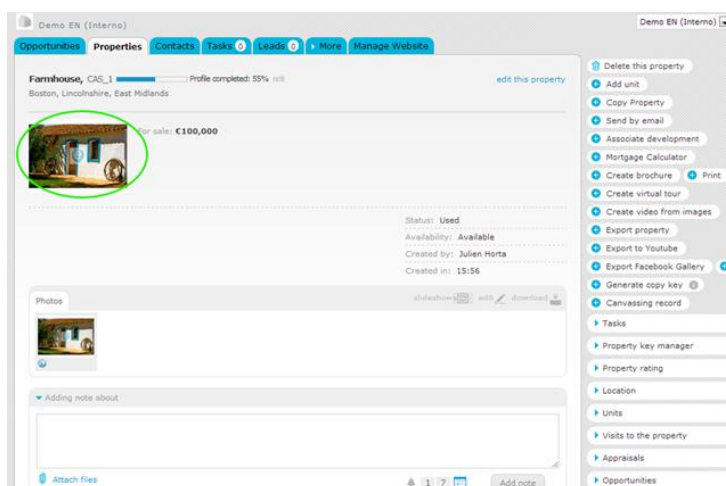 Demo EN (Interno)
Demo EN (Interno)
Opportunities Properties Contacts Tasks 0 Leads 0 More Manage Website
Farmhouse, CAS_1 Profile completed: 55% edit
edit this property
Boston, Lincolnshire, East Midlands
For sale: €100,000
Status: Used
Availability: Available
Created by: Julien Horta
Created in: 15:56
Photos
slideshow edit download
Adding note about
Attach files
1 7
Add note
Delete this property
Add unit
Copy Property
Send by email
Associate development
Mortgage Calculator
Create brochure Print
Create virtual tour
Create video from images
Export property
Export to Youtube
Export Facebook Gallery
Generate copy key
Canvassing record
Tasks
Property key manager
Property rating
Location
Units
Visits to the property
Appraisals
Opportunities